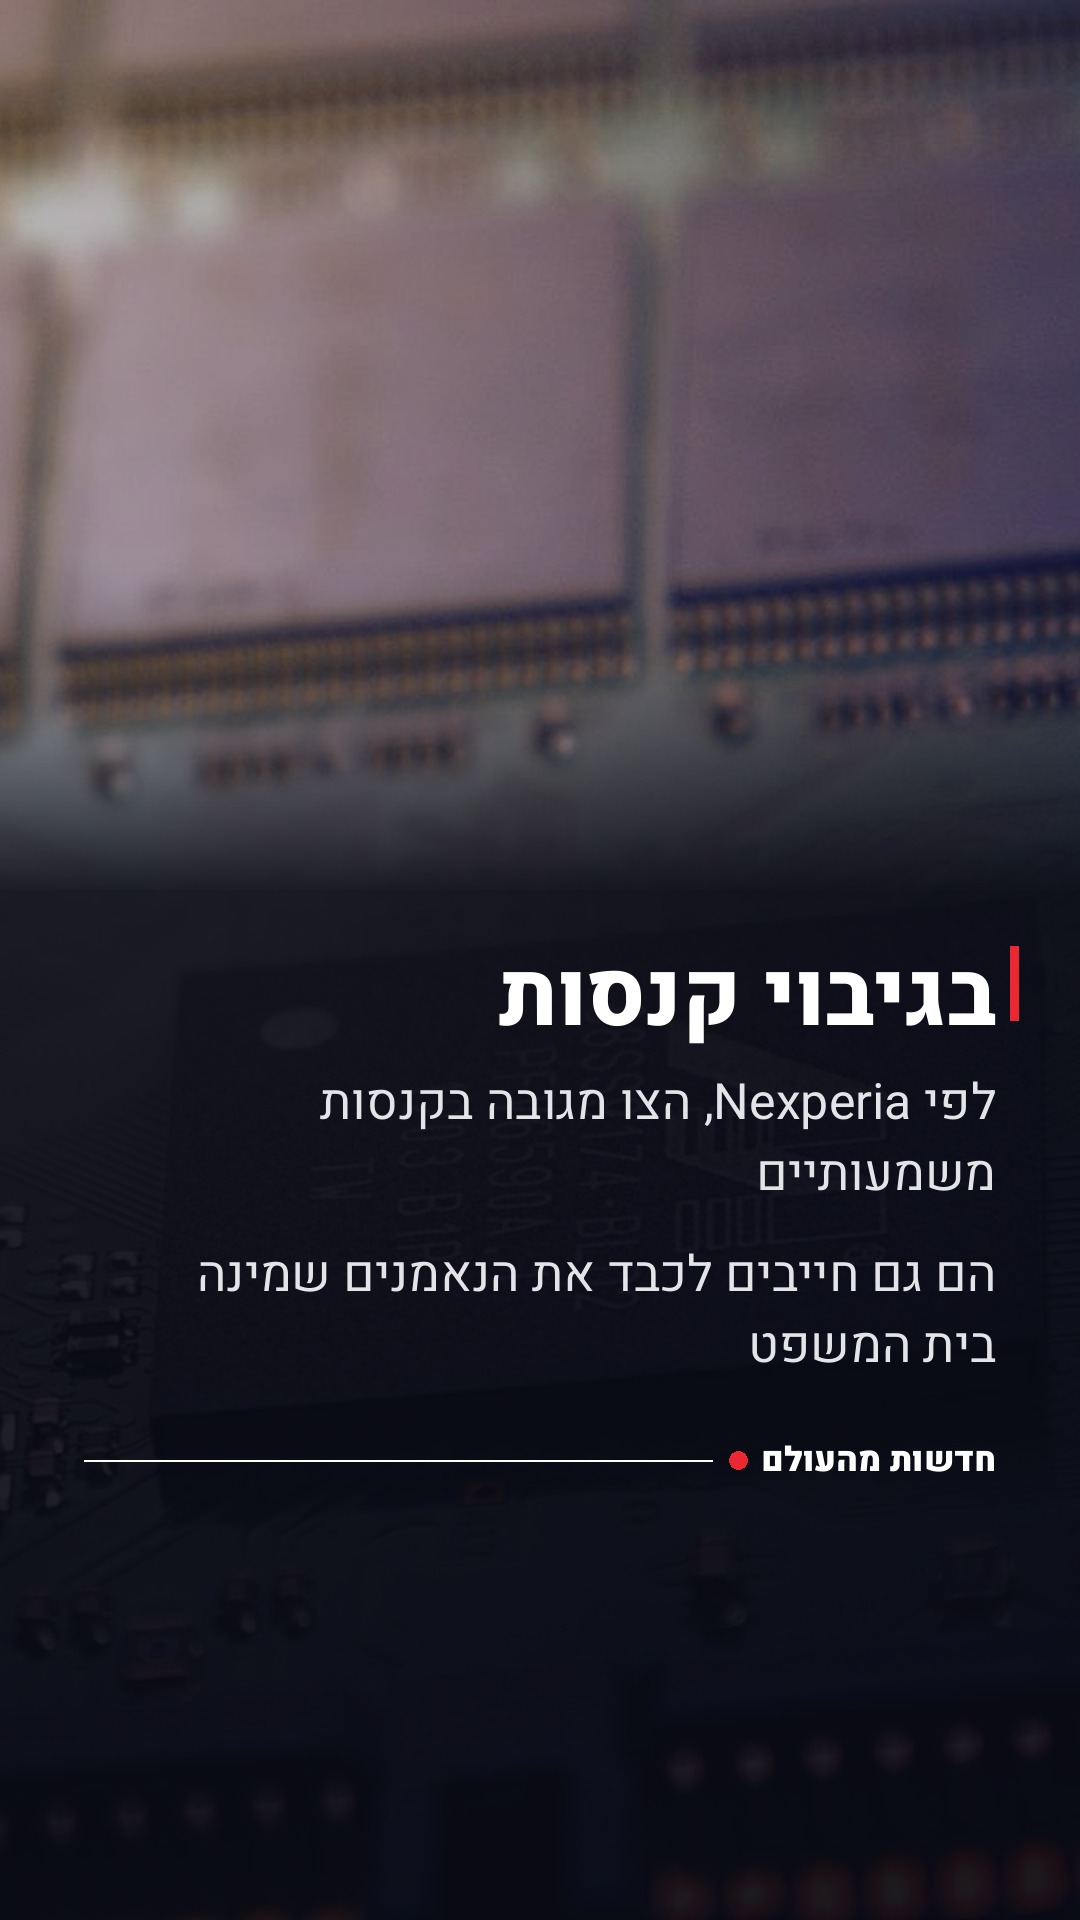 בגיבוי קנסות
לפי Nexperia, הצו מגובה בקנסות
משמעותיים
הם גם חייבים לכבד את הנאמנים שמינה
בית המשפט
חדשות מהעולם